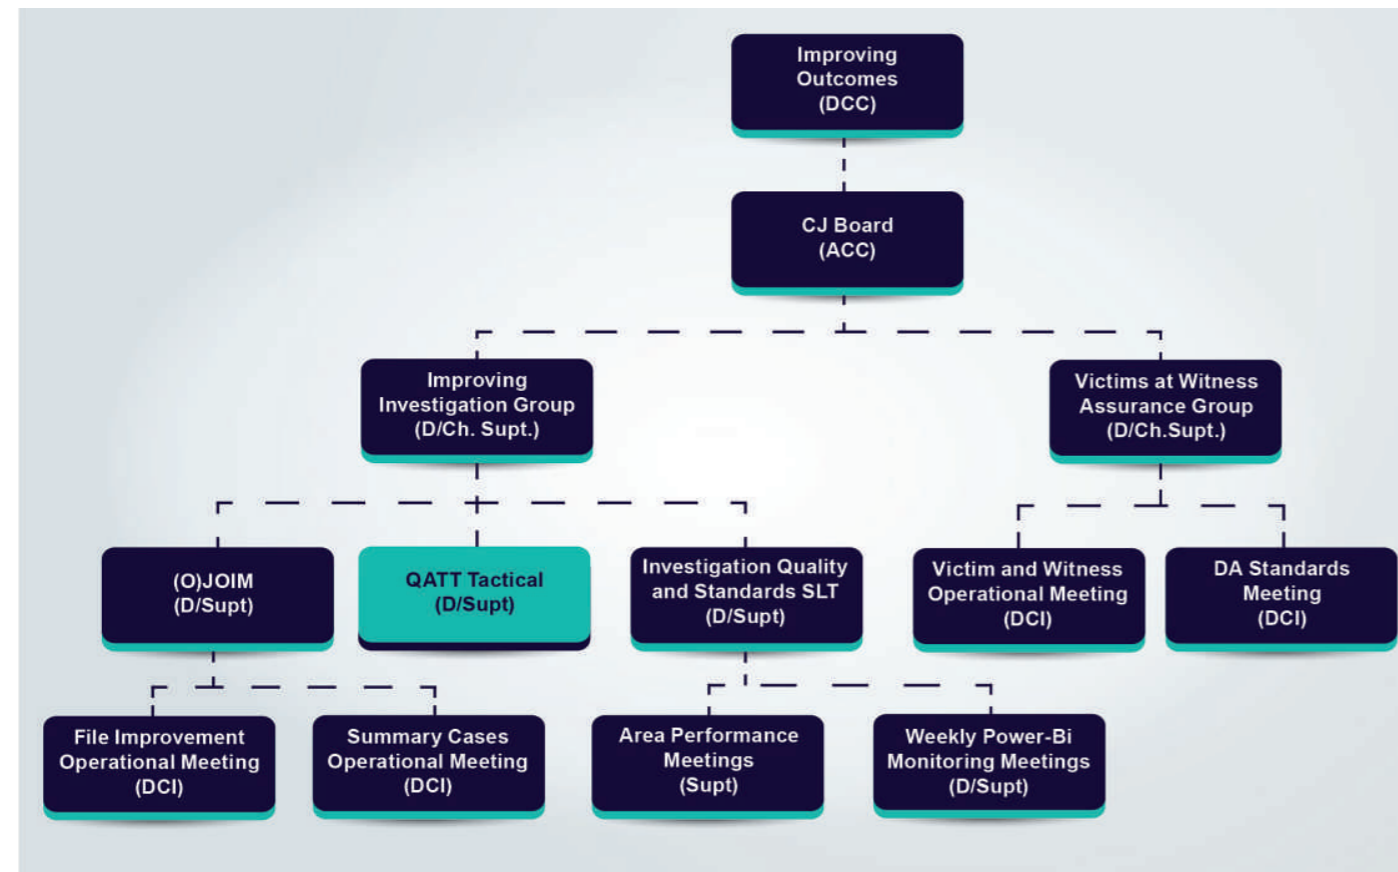 Improving
Outcomes
(DCC)
CJ Board
(ACC)
Improving
Investigation Group
(D/Ch. Supt.)
Victims at Witness
Assurance Group
(D/Ch.Supt.)
(O)JOIM
(D/Supt)
QATT Tactical
(D/Supt)
Investigation Quality
and Standards SLT
(D/Supt)
Victim and Witness
Operational Meeting
(DCI)
DA Standards
Meeting
(DCI)
File Improvement
Operational Meeting
(DCI)
Summary Cases
Operational Meeting
(DCI)
Area Performance
Meetings
(Supt)
Weekly Power-Bi
Monitoring Meetings
(D/Supt)